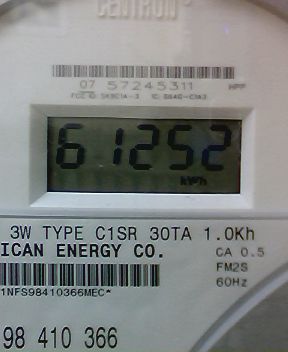 CENTRON
07 57245311
61252
kWh
3W TYPE C1SR 30TA 1.0Kh
ICAN ENERGY CO.
CA 0.5
FM2S
60Hz
1NFS98410366MEC*
98 410 366